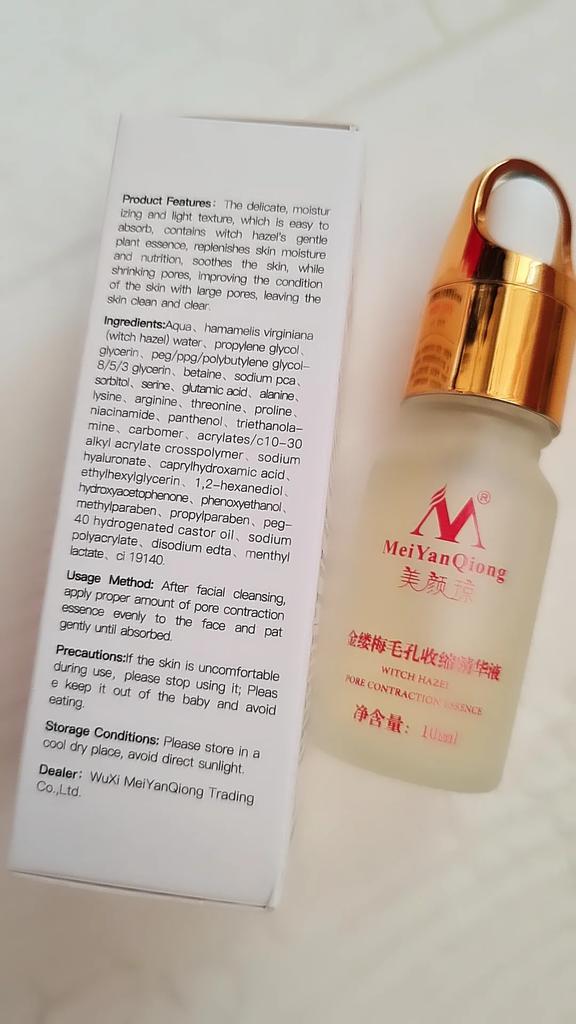 Product Features: The delicate, moistur
izing and light texture, which is easy to
absorb, contains witch hazel's gentle
plant essence, replenishes skin moisture
and nutrition, soothes the skin, while
shrinking pores, improving the condition
of the skin with large pores, leaving the
skin clean and clear.
Ingredients:Aqua、hamamelis virginiana
(witch hazel) water、propylene glycol、
glycerin、peg/ppg/polybutylene glycol-
8/5/3 glycerin、betaine、sodium pca、
sorbitol、serine、glutamic acid、alanine、
lysine、arginine、threonine、proline、
niacinamide、panthenol、triethanola-
mine、carbomer、acrylates/c10-30
alkyl acrylate crosspolymer、sodium
hyaluronate、caprylhydroxamic acid、
ethylhexylglycerin、1,2-hexanediol、
hydroxyacetophenone、phenoxyethanol、
methylparaben、propylparaben、peg-
40 hydrogenated castor oil、sodium
polyacrylate、disodium edta、menthyl
lactate、ci 19140.
Usage Method: After facial cleansing,
apply proper amount of pore contraction
essence evenly to the face and pat
gently until absorbed.
Precautions:If the skin is uncomfortable
during use, please stop using it; Pleas
e keep it out of the baby and avoid
eating.
Storage Conditions: Please store in a
cool dry place, avoid direct sunlight.
Dealer: WuXi MeiYanQiong Trading
Co.,Ltd.
®
MeiYanQiong
美颜琼
金缕梅毛孔收缩精华液
WITCH HAZEL
PORE CONTRACTION ESSENCE
净含量: 10ml